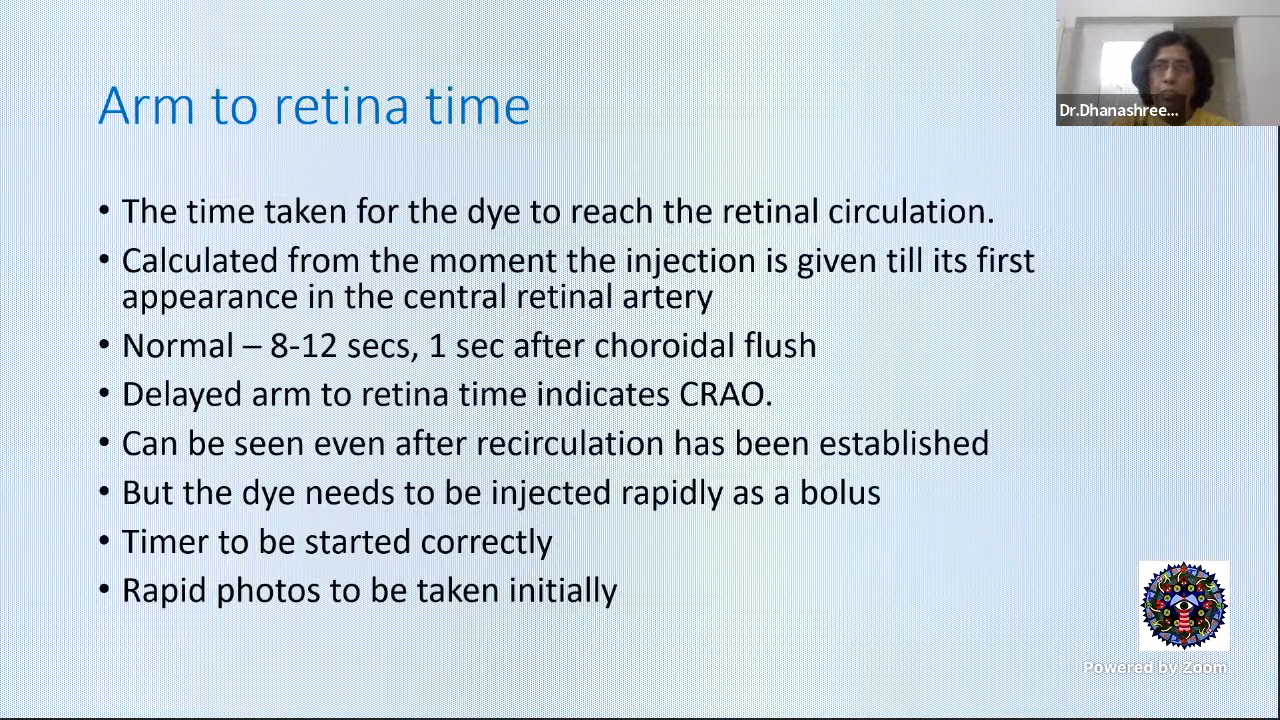 Arm to retina time
Dr.Dhanashree...
• The time taken for the dye to reach the retinal circulation.
• Calculated from the moment the injection is given till its first
appearance in the central retinal artery
• Normal – 8-12 secs, 1 sec after choroidal flush
• Delayed arm to retina time indicates CRAO.
• Can be seen even after recirculation has been established
• But the dye needs to be injected rapidly as a bolus
• Timer to be started correctly
• Rapid photos to be taken initially
Powered by Zoom